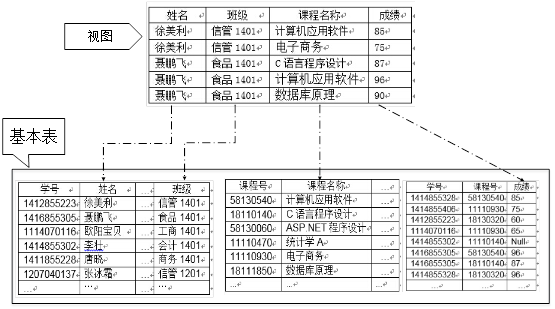 视图
姓名 班级 课程名称 成绩
徐美利 信管 1401 计算机应用软件 85
徐美利 信管 1401 电子商务 75
聂鹏飞 食品 1401 C 语言程序设计 87
聂鹏飞 食品 1401 计算机应用软件 96
聂鹏飞 食品 1401 数据库原理 90
基本表
学号 姓名 … 班级
1412855223 徐美利 … 信管 1401
1416855305 聂鹏飞 … 食品 1401
1114070116 欧阳宝贝 … 工商 1401
1414855302 李壮 … 会计 1401
1411855228 唐晓 … 商务 1401
1207040137 张冰霜 … 信管 1201
… … … …
课程号 课程名称 …
58130540 计算机应用软件 …
18110140 C 语言程序设计 …
58130060 ASP.NET 程序设计 …
11110470 统计学 A …
11110930 电子商务 …
18111850 数据库原理 …
… … …
学号 课程号 成绩
1414855328 58130540 85
1414855406 11110930 75
1412855223 18130320 60
1114070116 11110930 65
1414855302 11110140 Null
1416855305 58130540 96
1416855305 18110140 87
1414855328 18130320 96
… … …